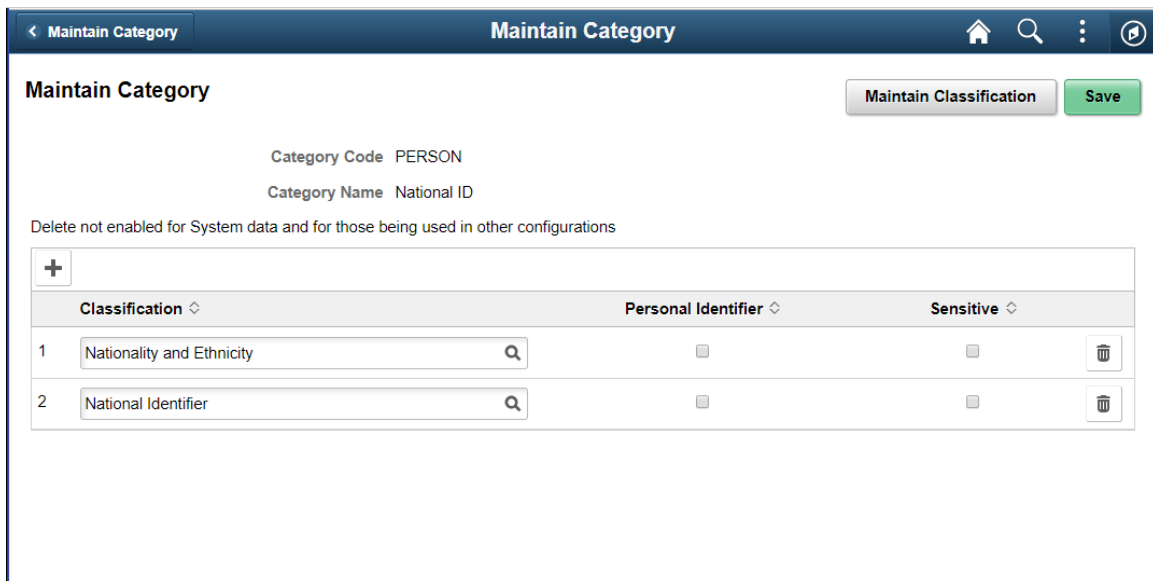 Maintain Category Maintain Category
Maintain Category Maintain Classification Save
Category Code PERSON
Category Name National ID
Delete not enabled for System data and for those being used in other configurations
Classification Personal Identifier Sensitive
1 Nationality and Ethnicity
2 National Identifier